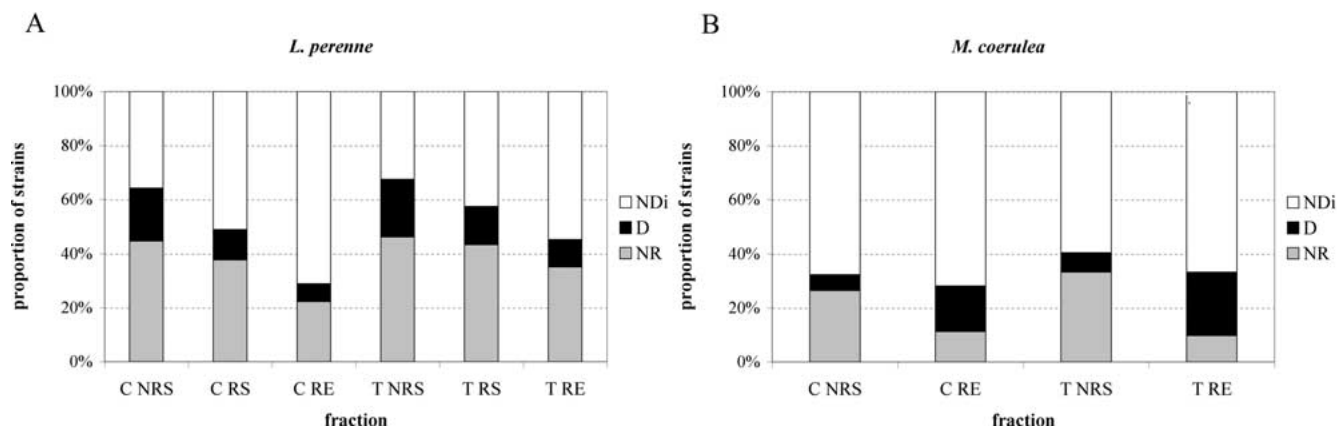 A
L. perenne
proportion of strains
100%
80%
60%
40%
20%
0%
C NRS C RS C RE T NRS T RS T RE
fraction
NDi
D
NR
B
M. coerulea
proportion of strains
100%
80%
60%
40%
20%
0%
C NRS C RE T NRS T RE
fraction
NDi
D
NR